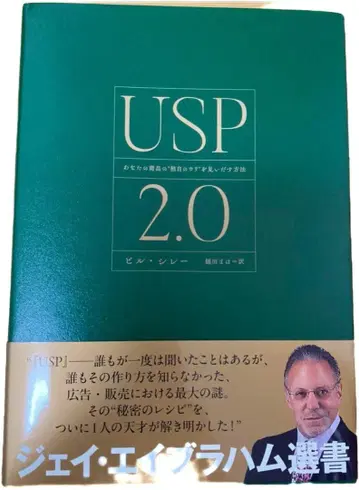 USP
あなたの商品の"独自のウリ"を見いだす方法
2.0
ビル・シレー
"『USP』――誰もが一度は聞いたことはあるが、
誰もその作り方を知らなかった、
広告・販売における最大の謎。
その"秘密のレシピ"を、
ついに1人の天才が解き明かした!"
ジェイ・エイブラハム選書